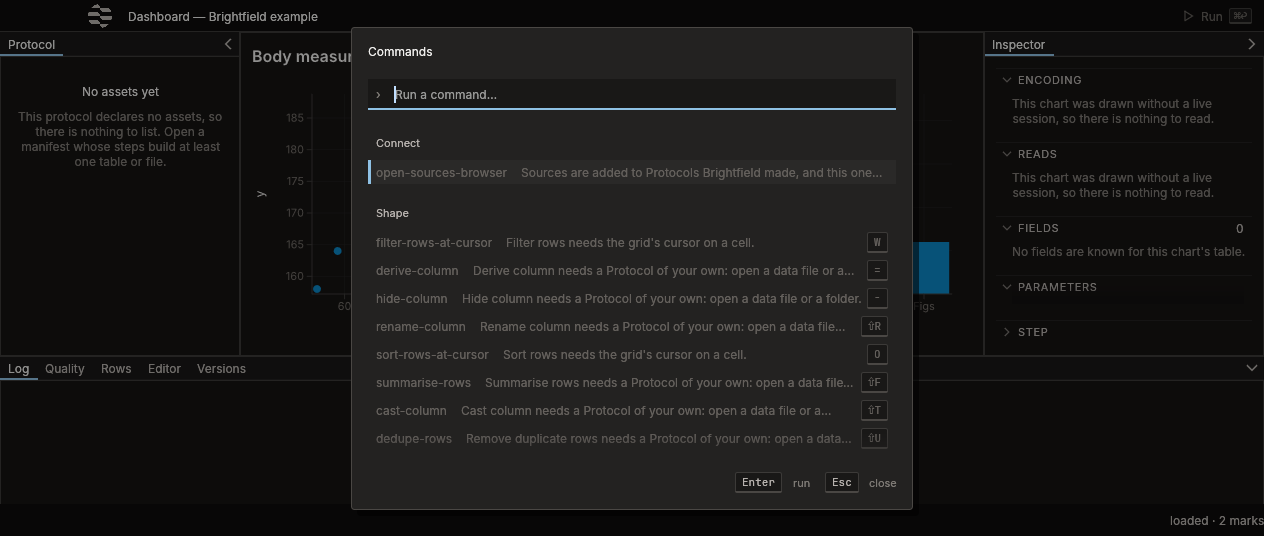 Dashboard — Brightfield example
Run
Protocol
No assets yet
This protocol declares no assets, so
there is nothing to list. Open a
manifest whose steps build at least
one table or file.
Body measur
y
185
180
175
170
165
160
60
Figs
Commands
› Run a command...
Connect
open-sources-browser Sources are added to Protocols Brightfield made, and this one...
Shape
filter-rows-at-cursor Filter rows needs the grid's cursor on a cell. W
derive-column Derive column needs a Protocol of your own: open a data file or a... =
hide-column Hide column needs a Protocol of your own: open a data file or a folder. -
rename-column Rename column needs a Protocol of your own: open a data file... ⇧R
sort-rows-at-cursor Sort rows needs the grid's cursor on a cell. O
summarise-rows Summarise rows needs a Protocol of your own: open a data file... ⇧F
cast-column Cast column needs a Protocol of your own: open a data file or a... ⇧T
dedupe-rows Remove duplicate rows needs a Protocol of your own: open a data... ⇧U
Enter run Esc close
Inspector
ENCODING
This chart was drawn without a live
session, so there is nothing to read.
READS
This chart was drawn without a live
session, so there is nothing to read.
FIELDS 0
No fields are known for this chart's table.
PARAMETERS
STEP
Log Quality Rows Editor Versions
loaded · 2 marks